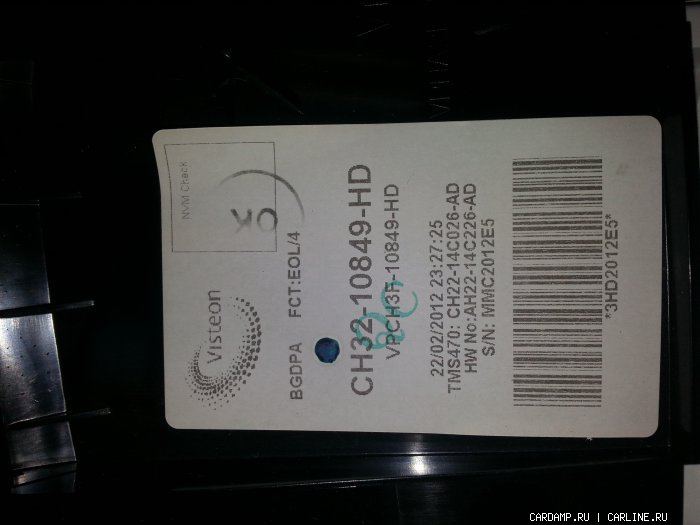 NVM Check
OK
Visteon
BGDPA FCT:EOL/4
CH32-10849-HD
VPCH3F-10849-HD
22/02/2012 23:27:25
TMS470: CH22-14C026-AD
HW No:AH22-14C226-AD
S/N: MMC2012E5
*3HD2012E5*
CARDAMP.RU | CARLINE.RU